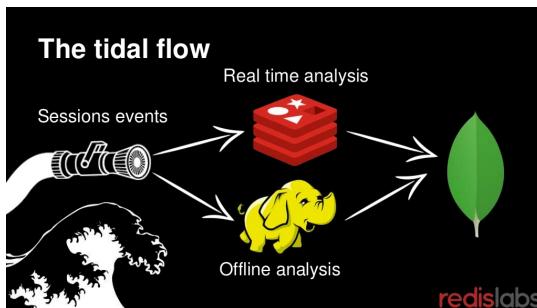 The tidal flow
Real time analysis
Sessions events
Offline analysis
redislabs